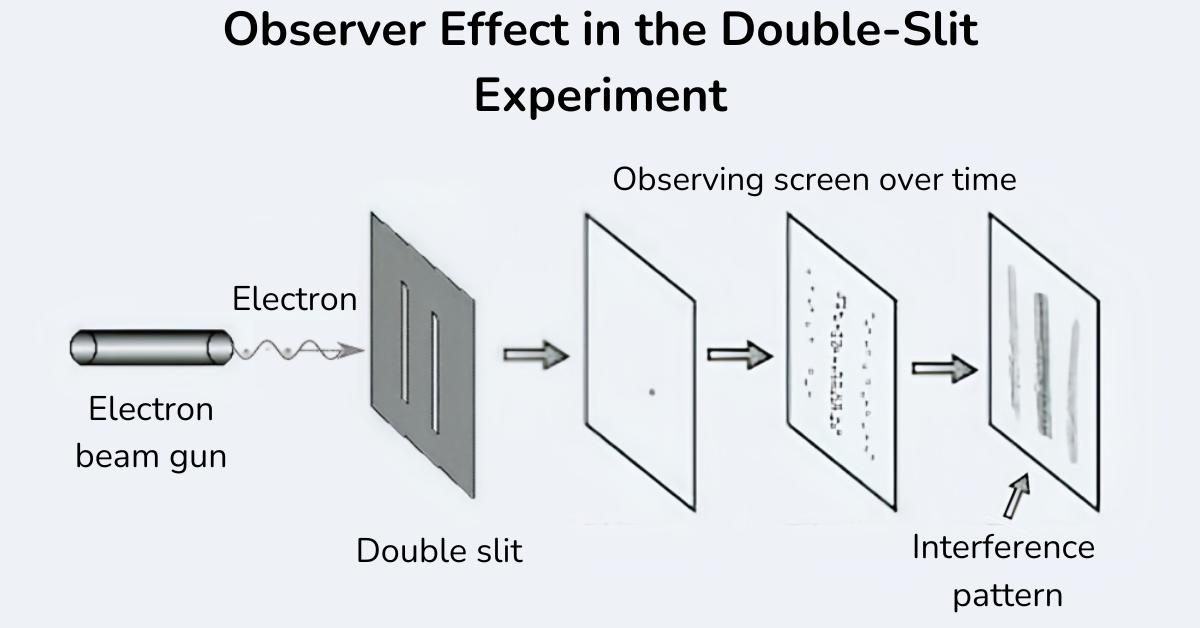 Observer Effect in the Double-Slit
Experiment
Observing screen over time
Electron
Electron
beam gun
Double slit
Interference
pattern